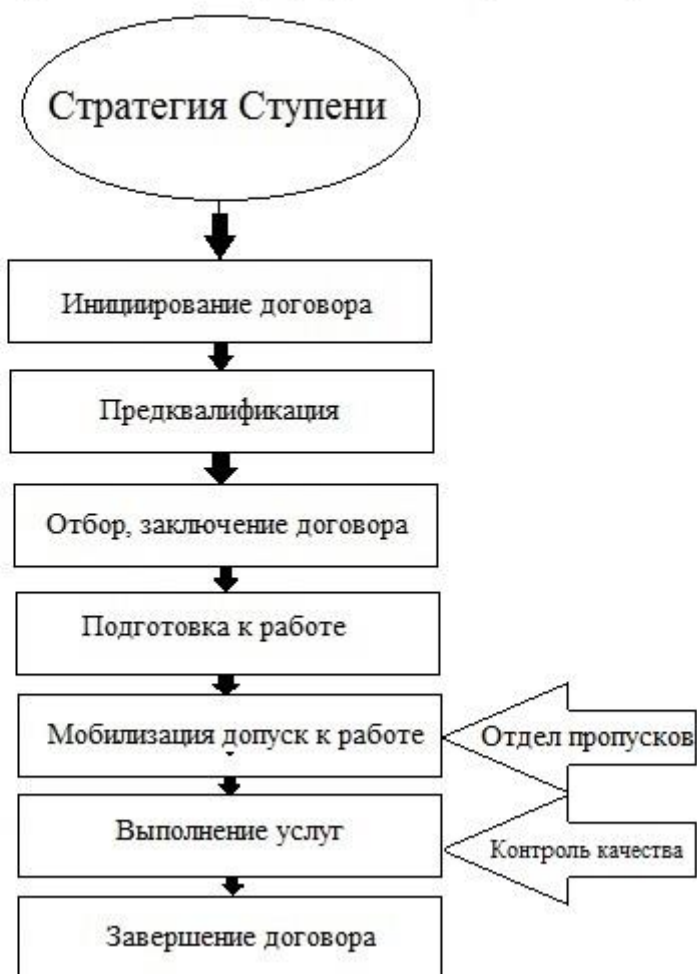 Стратегия Ступени
Инициирование договора
Предквалификация
Отбор, заключение договора
Подготовка к работе
Мобилизация допуск к работе
Отдел пропусков
Выполнение услуг
Контроль качества
Завершение договора